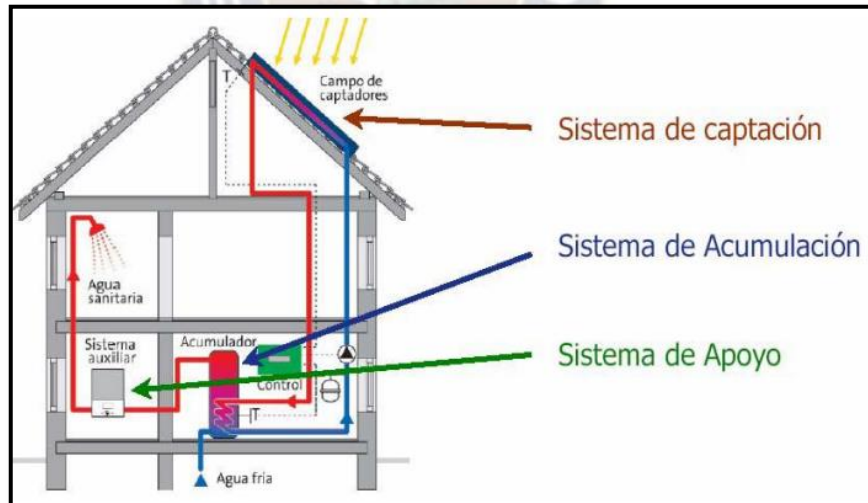 T
Campo de
captadores
Sistema de captación
Sistema de Acumulación
Agua
sanitaria
Sistema
auxiliar
Acumulador
Sistema de Apoyo
Control
T
Agua fría